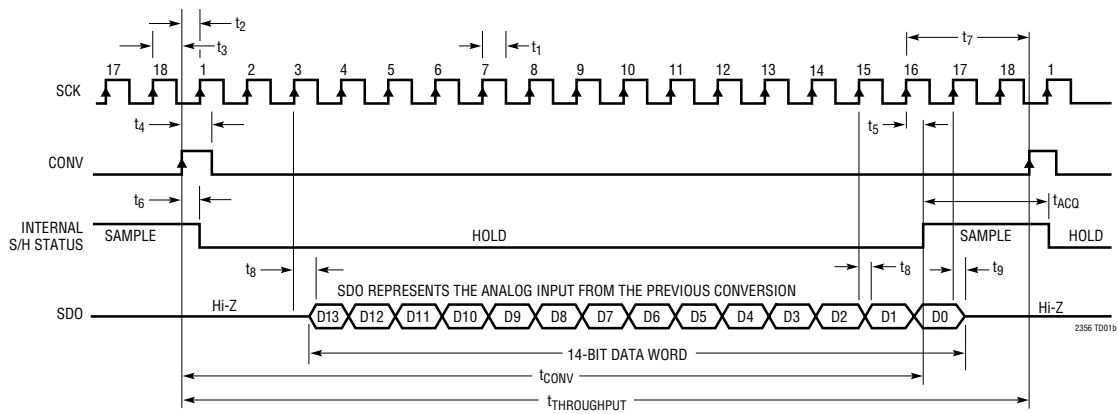 t2
t3
t1
t7
17 18 1 2 3 4 5 6 7 8 9 10 11 12 13 14 15 16 17 18 1
SCK
t4
t5
CONV
t6
tACQ
INTERNAL
S/H STATUS
SAMPLE
HOLD
SAMPLE
HOLD
t8
t8
t9
SDO REPRESENTS THE ANALOG INPUT FROM THE PREVIOUS CONVERSION
SDO
Hi-Z
D13 D12 D11 D10 D9 D8 D7 D6 D5 D4 D3 D2 D1 D0
Hi-Z
2356 TD01b
14-BIT DATA WORD
tCONV
tTHROUGHPUT